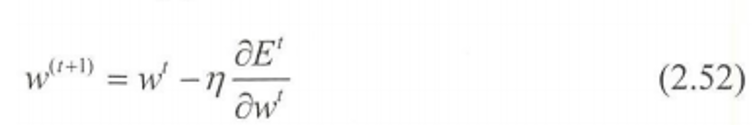 w^{(t+1)} = w^t - η ∂E^t/∂w^t (2.52)